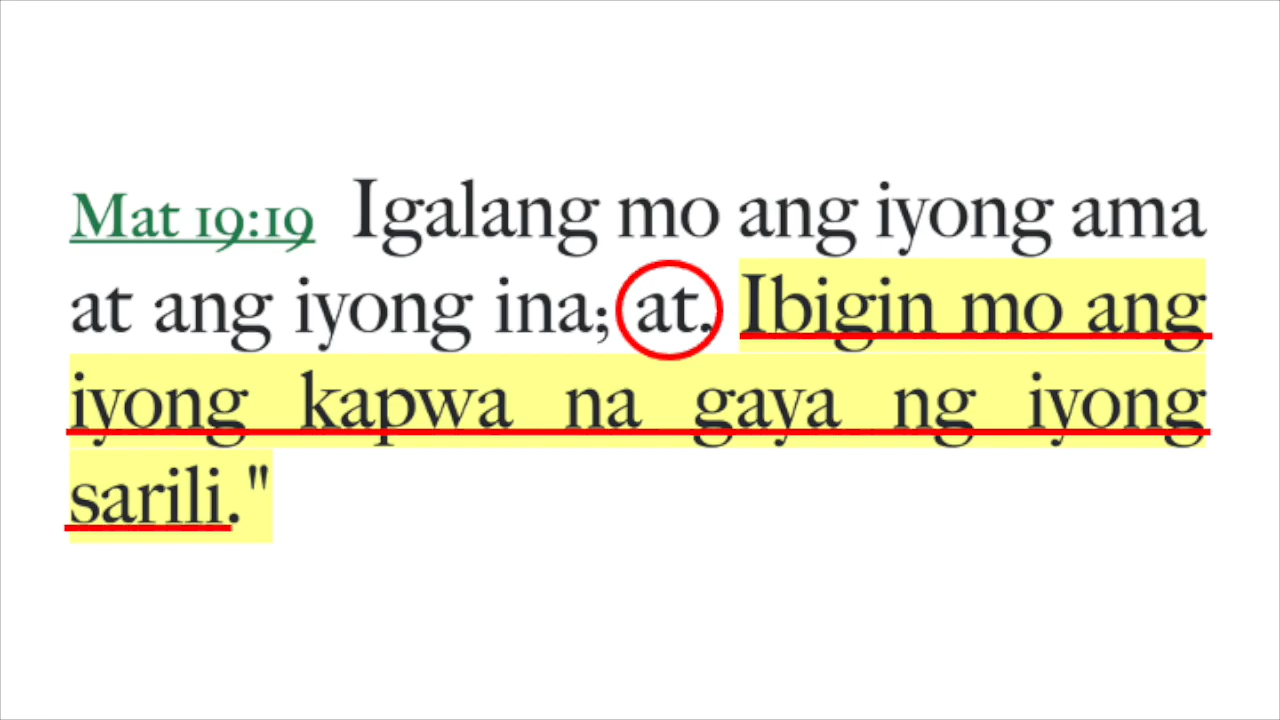 Mat 19:19 Igalang mo ang iyong ama
at ang iyong ina; at. Ibigin mo ang
iyong kapwa na gaya ng iyong
sarili."